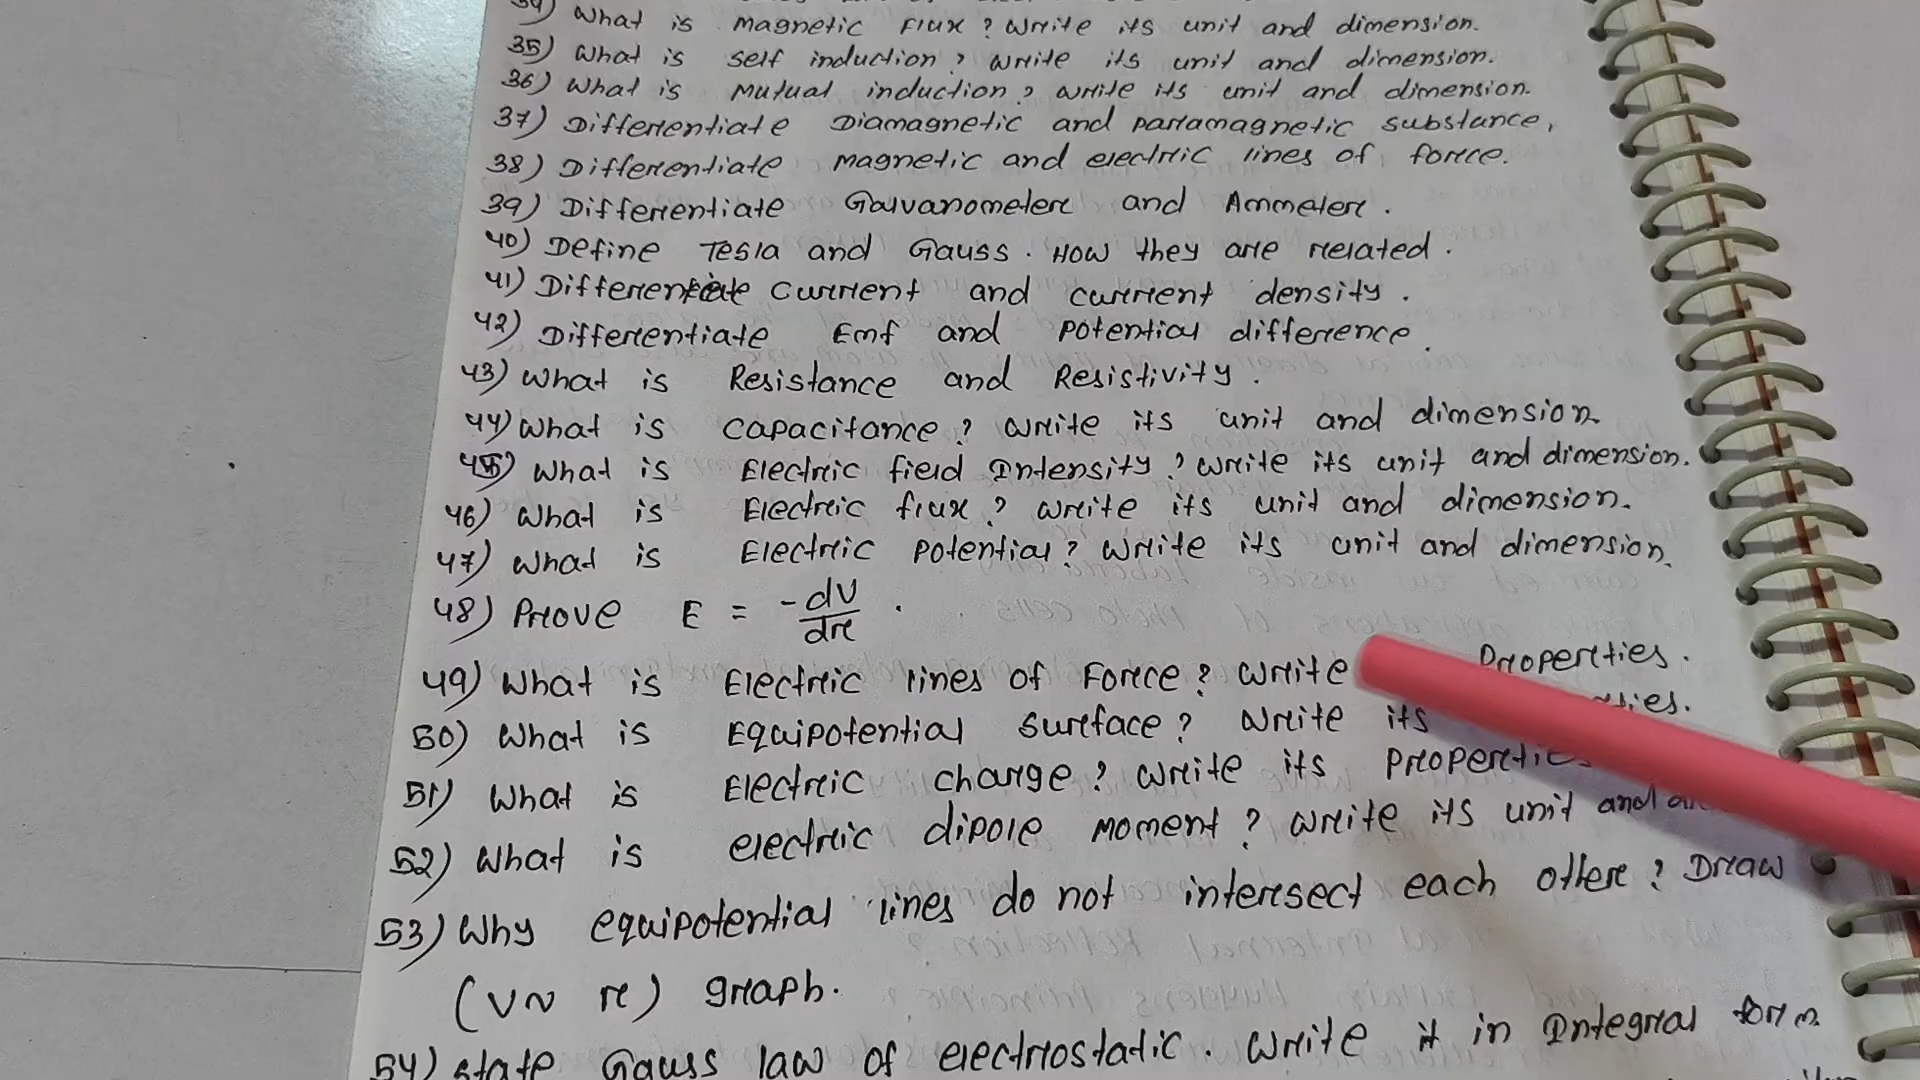 34) What is magnetic flux? Write its unit and dimension.
35) What is self induction? Write its unit and dimension.
36) What is Mutual induction? Write its unit and dimension.
37) Differentiate Diamagnetic and paramagnetic substance,
38) Differentiate magnetic and electric lines of force.
39) Differentiate Galvanometer and Ammeter.
40) Define Tesla and Gauss. How they are related.
41) Differentiate current and current density.
42) Differentiate Emf and potential difference.
43) What is Resistance and Resistivity.
44) What is capacitance? Write its unit and dimension.
45) What is Electric field Intensity? Write its unit and dimension.
46) What is Electric flux? Write its unit and dimension.
47) What is Electric potential? Write its unit and dimension.
48) Prove E = -dV/dr.
49) What is Electric lines of Force? Write Properties.
50) What is Equipotential surface? Write its
51) What is Electric charge? Write its
52) What is electric dipole moment? Write its unit and
53) Why equipotential lines do not intersect each other? Draw
(V~r) graph.
54) State Gauss law of electrostatic. Write it in Integral form